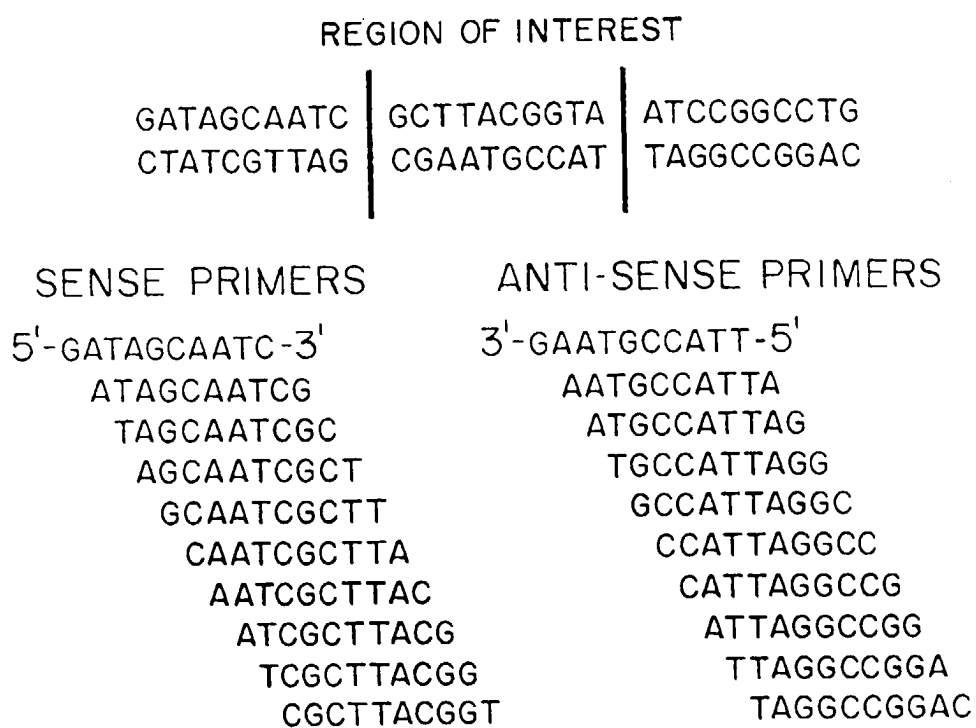 REGION OF INTEREST
GATAGCAATC GCTTACGGTA ATCCGGCCTG
CTATCGTTAG CGAATGCCAT TAGGCCGGAC
SENSE PRIMERS
5'-GATAGCAATC-3'
ATAGCAATCG
TAGCAATCGC
AGCAATCGCT
GCAATCGCTT
CAATCGCTTA
AATCGCTTAC
ATCGCTTACG
TCGCTTACGG
CGCTTACGGT
ANTI-SENSE PRIMERS
3'-GAATGCCATT-5'
AATGCCATTA
ATGCCATTAG
TGCCATTAGG
GCCATTAGGC
CCATTAGGCC
CATTAGGCCG
ATTAGGCCGG
TTAGGCCGGA
TAGGCCGGAC